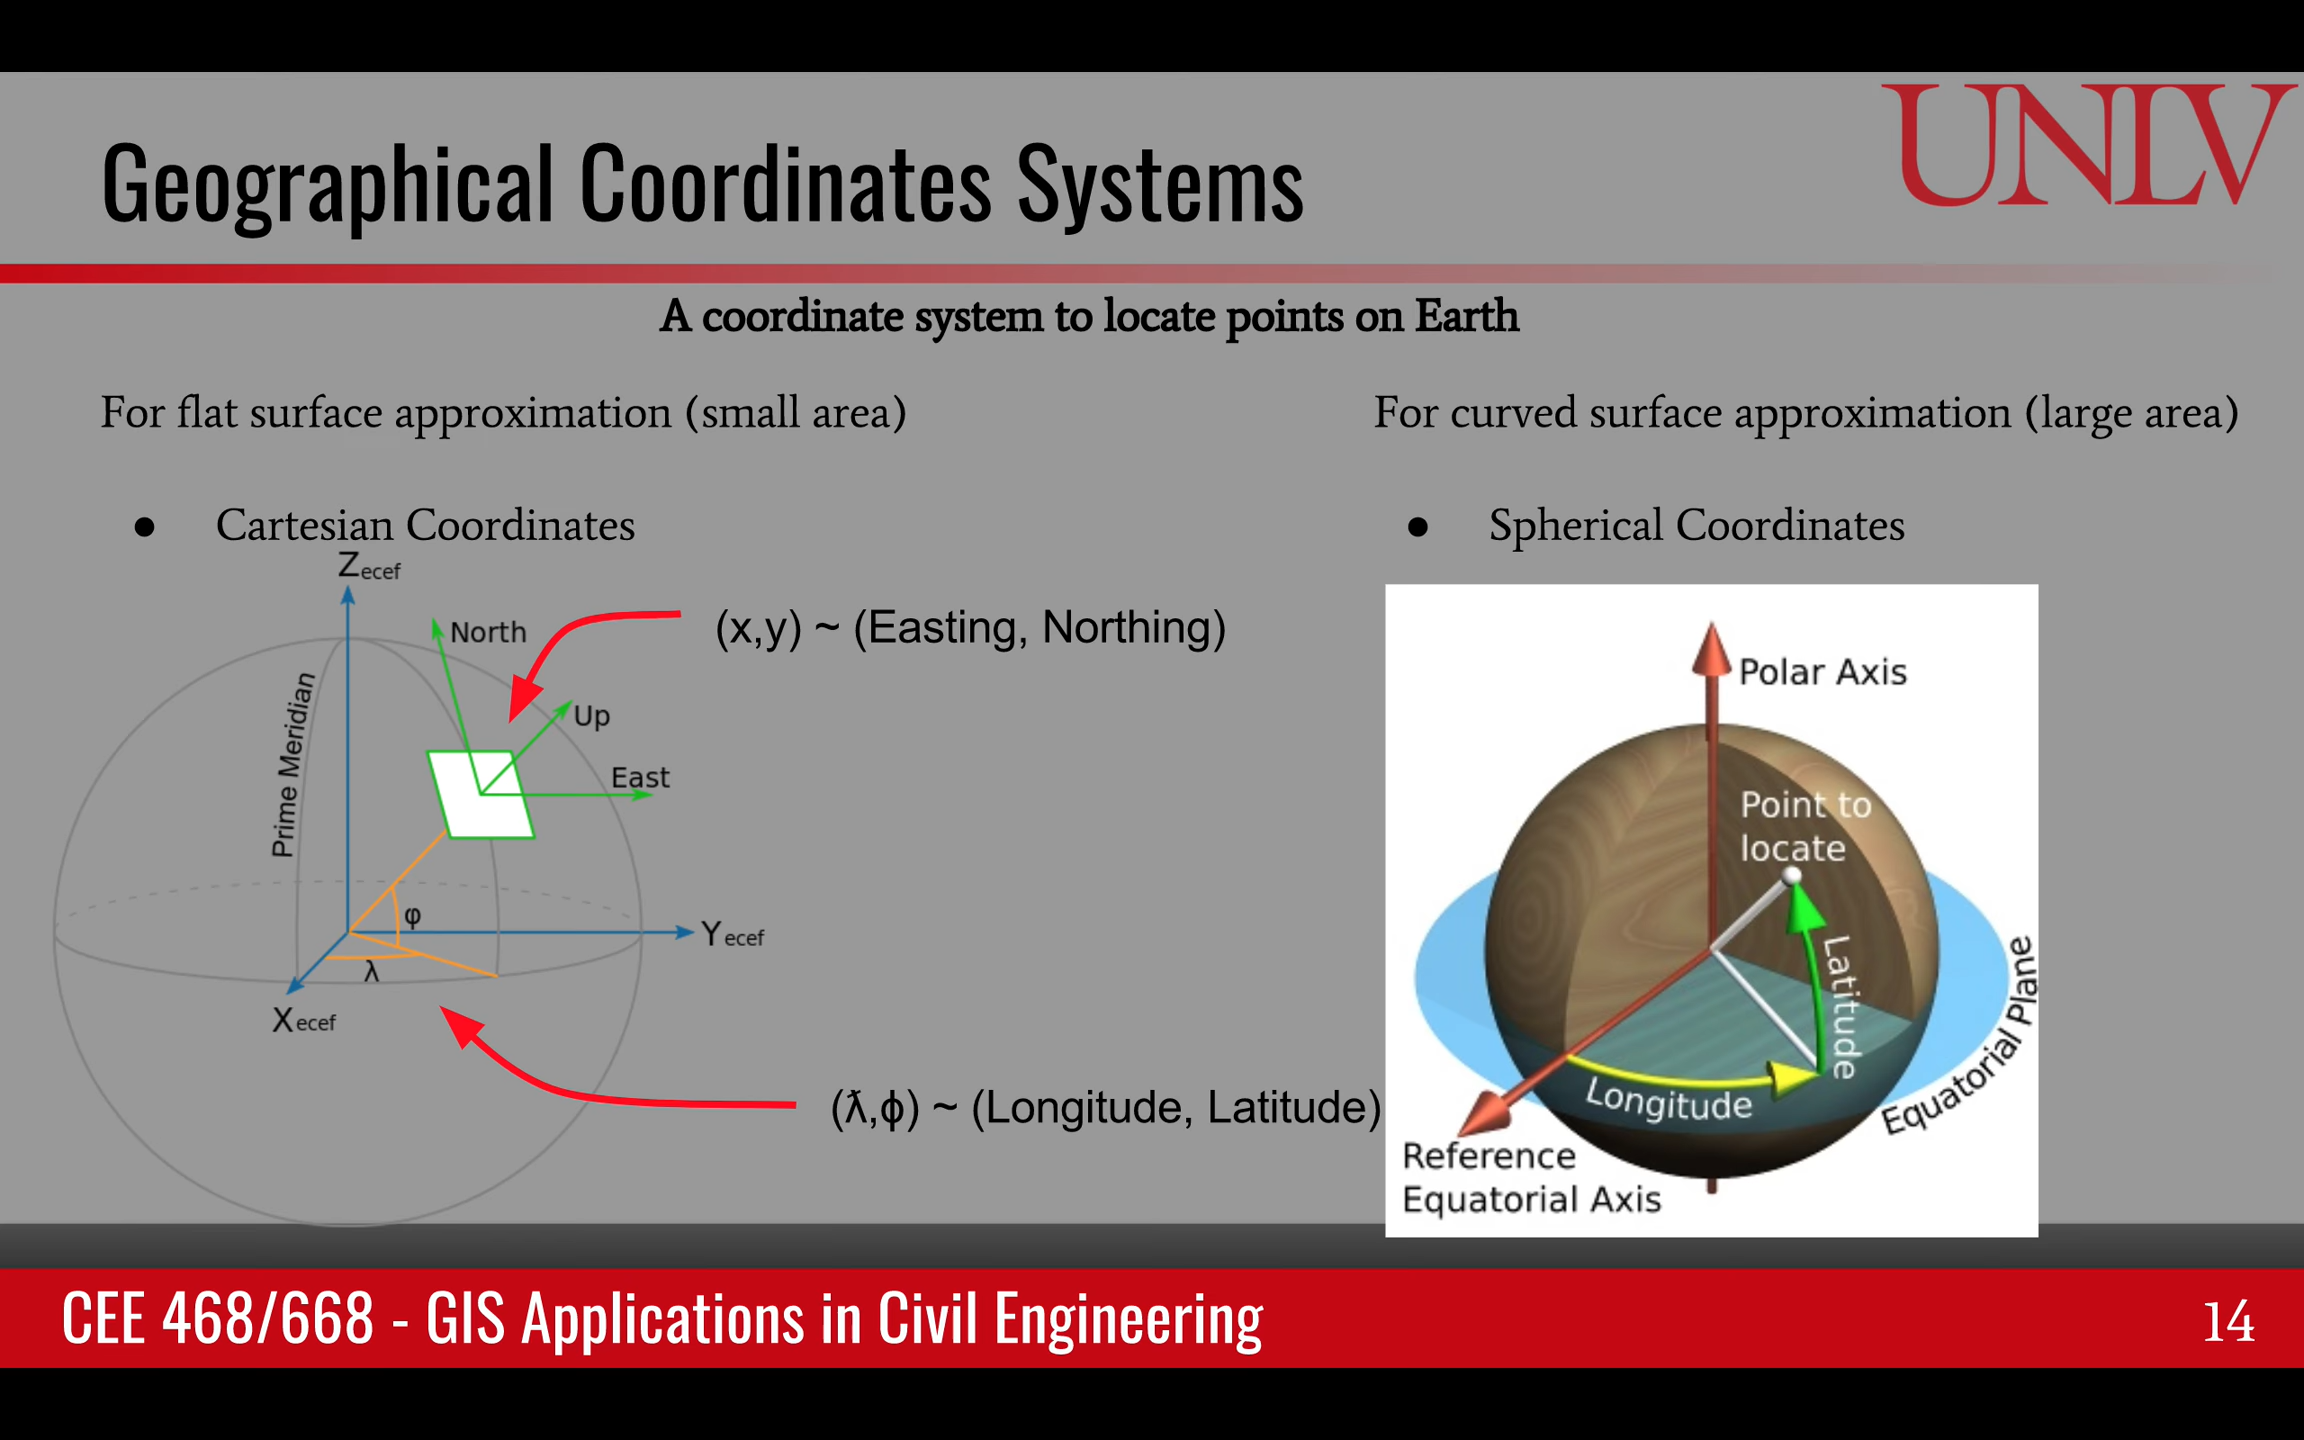 UNLV
Geographical Coordinates Systems
A coordinate system to locate points on Earth
For flat surface approximation (small area)
● Cartesian Coordinates
Zecef
North
Up
East
Prime Meridian
φ
λ
Yecef
Xecef
(x,y) ~ (Easting, Northing)
(ƛ,ϕ) ~ (Longitude, Latitude)
For curved surface approximation (large area)
● Spherical Coordinates
Polar Axis
Point to
locate
Latitude
Longitude
Equatorial Plane
Reference
Equatorial Axis
CEE 468/668 - GIS Applications in Civil Engineering
14